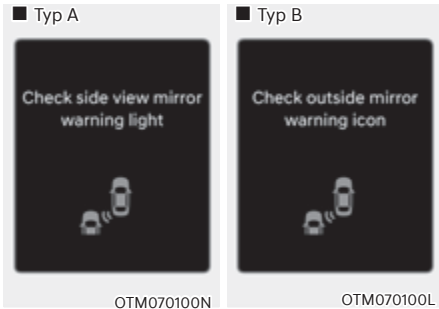 ■ Typ A
Check side view mirror
warning light
OTM070100N
■ Typ B
Check outside mirror
warning icon
OTM070100L